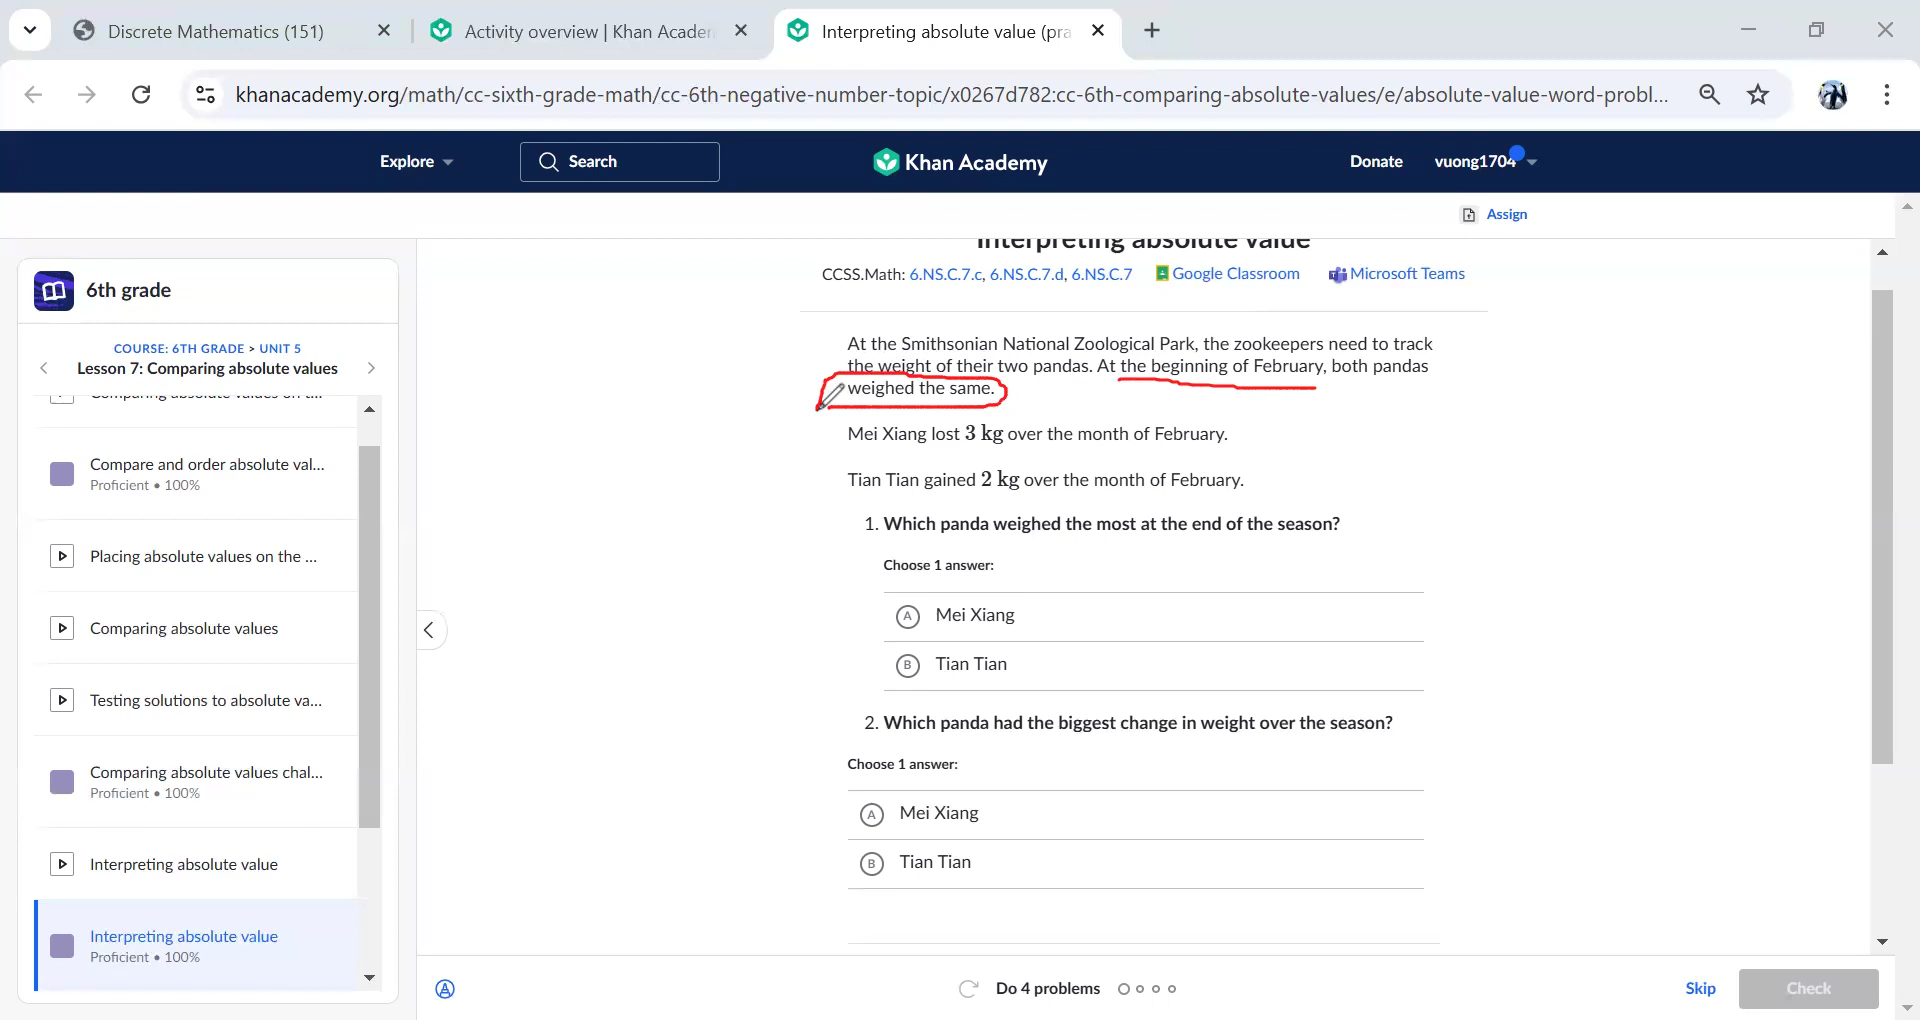 Discrete Mathematics (151)
Activity overview | Khan Academ
Interpreting absolute value (pra
khanacademy.org/math/cc-sixth-grade-math/cc-6th-negative-number-topic/x0267d782:cc-6th-comparing-absolute-values/e/absolute-value-word-probl...
Explore
Search
Khan Academy
Donate
vuong1704
Assign
6th grade
COURSE: 6TH GRADE > UNIT 5
Lesson 7: Comparing absolute values
Comparing absolute values on t...
Compare and order absolute val...
Proficient • 100%
Placing absolute values on the ...
Comparing absolute values
Testing solutions to absolute va...
Comparing absolute values chal...
Proficient • 100%
Interpreting absolute value
Interpreting absolute value
Proficient • 100%
Interpreting absolute value
CCSS.Math: 6.NS.C.7.c, 6.NS.C.7.d, 6.NS.C.7
Google Classroom
Microsoft Teams
At the Smithsonian National Zoological Park, the zookeepers need to track
the weight of their two pandas. At the beginning of February, both pandas
weighed the same.
Mei Xiang lost 3 kg over the month of February.
Tian Tian gained 2 kg over the month of February.
1. Which panda weighed the most at the end of the season?
Choose 1 answer:
A Mei Xiang
B Tian Tian
2. Which panda had the biggest change in weight over the season?
Choose 1 answer:
A Mei Xiang
B Tian Tian
Do 4 problems
Skip
Check